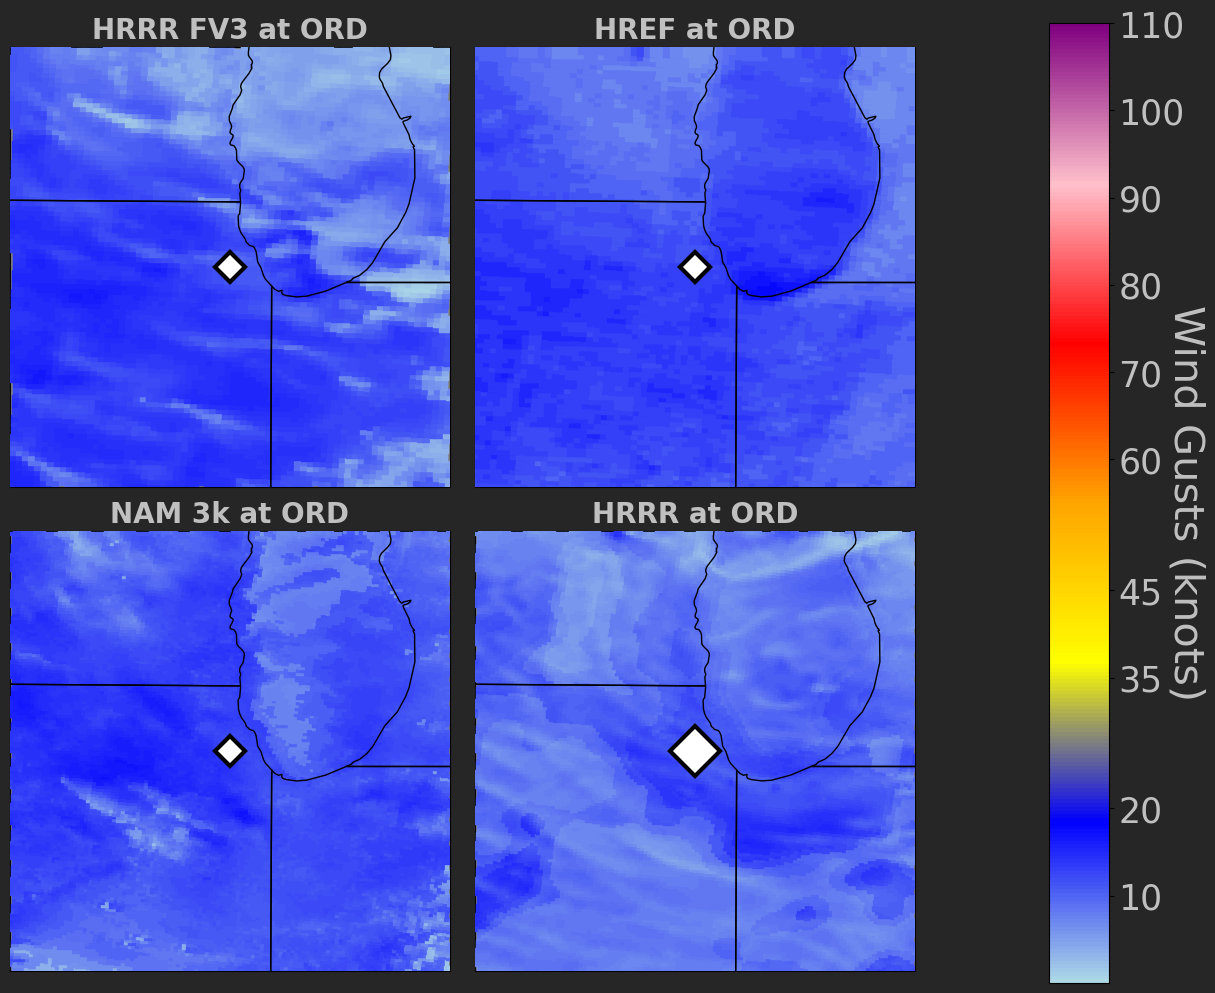 HRRR FV3 at ORD
HREF at ORD
NAM 3k at ORD
HRRR at ORD
110
100
90
80
70
60
45
35
20
10
Wind Gusts (knots)